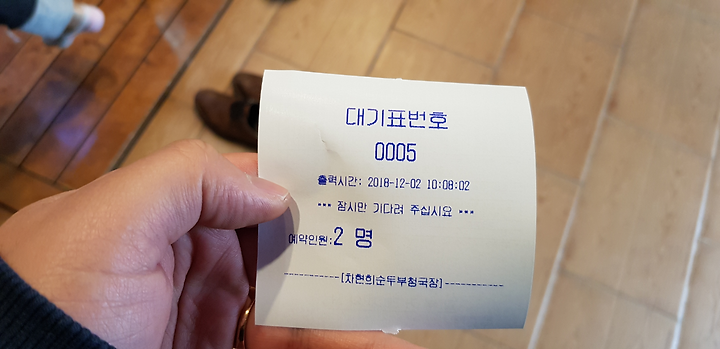 대기표번호
0005
출력시간: 2018-12-02 10:08:02
*** 잠시만 기다려 주십시요 ***
예약인원:2 명
------------[차현희순두부청국장]------------